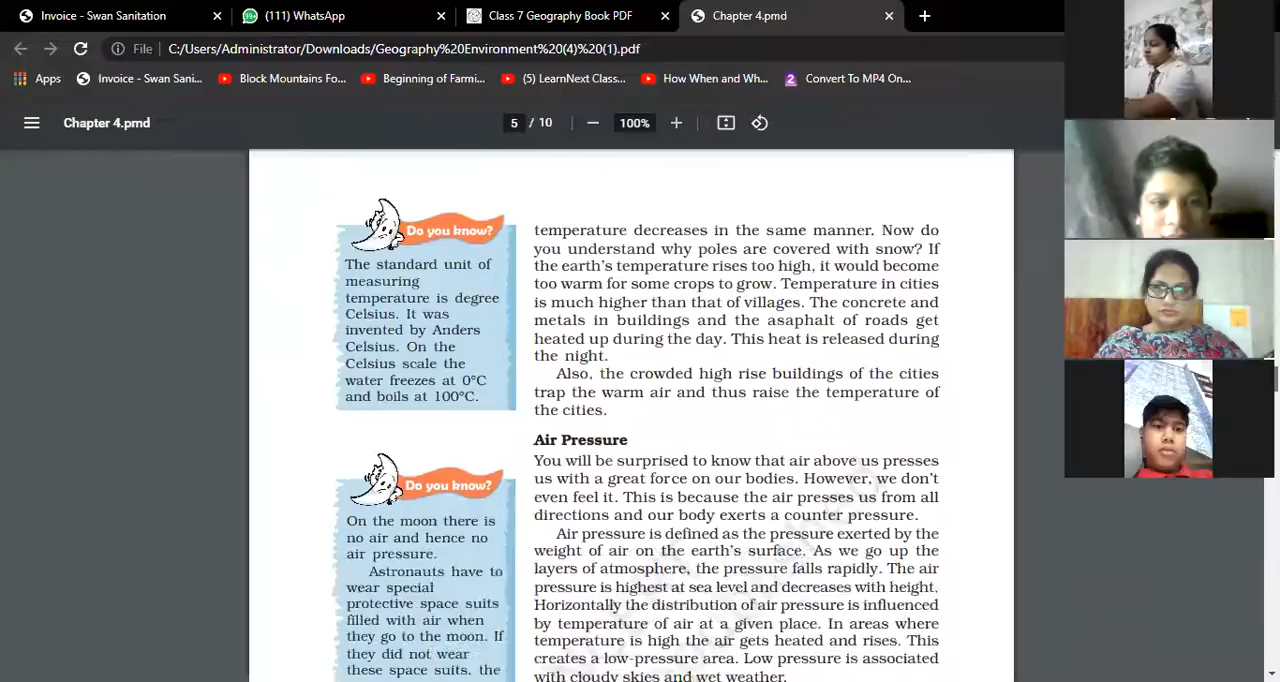 Invoice - Swan Sanitation
(111) WhatsApp
Class 7 Geography Book PDF
Chapter 4.pmd
File
C:/Users/Administrator/Downloads/Geography%20Environment%20(4)%20(1).pdf
Apps
Invoice - Swan Sani...
Block Mountains Fo...
Beginning of Farmi...
(5) LearnNext Class...
How When and Wh...
Convert To MP4 On...
Chapter 4.pmd
5 / 10
100%
Do you know?
The standard unit of
measuring
temperature is degree
Celsius. It was
invented by Anders
Celsius. On the
Celsius scale the
water freezes at 0°C
and boils at 100°C.
Do you know?
On the moon there is
no air and hence no
air pressure.
Astronauts have to
wear special
protective space suits
filled with air when
they go to the moon. If
they did not wear
these space suits, the
temperature decreases in the same manner. Now do
you understand why poles are covered with snow? If
the earth's temperature rises too high, it would become
too warm for some crops to grow. Temperature in cities
is much higher than that of villages. The concrete and
metals in buildings and the asaphalt of roads get
heated up during the day. This heat is released during
the night.
Also, the crowded high rise buildings of the cities
trap the warm air and thus raise the temperature of
the cities.
Air Pressure
You will be surprised to know that air above us presses
us with a great force on our bodies. However, we don't
even feel it. This is because the air presses us from all
directions and our body exerts a counter pressure.
Air pressure is defined as the pressure exerted by the
weight of air on the earth's surface. As we go up the
layers of atmosphere, the pressure falls rapidly. The air
pressure is highest at sea level and decreases with height.
Horizontally the distribution of air pressure is influenced
by temperature of air at a given place. In areas where
temperature is high the air gets heated and rises. This
creates a low-pressure area. Low pressure is associated
with cloudy skies and wet weather.